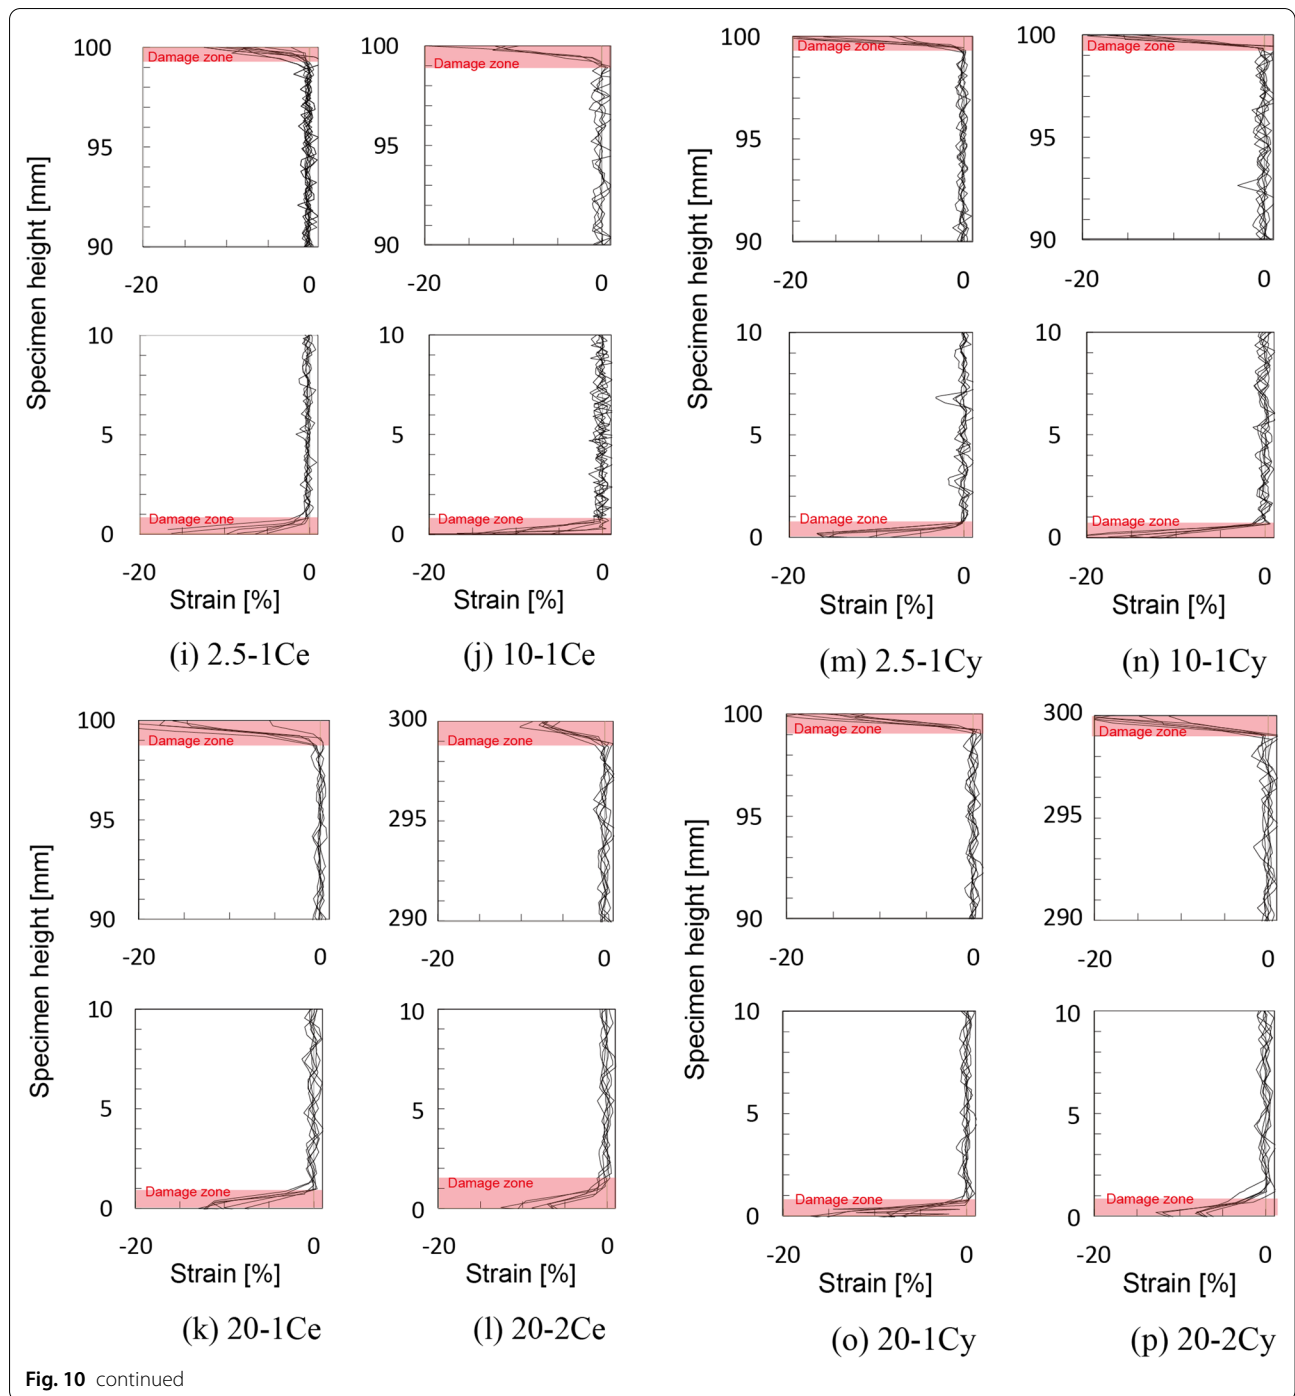 Specimen height [mm]
100
Damage zone
95
90
-20
0
10
5
Damage zone
0
-20
0
Strain [%]
(i) 2.5-1Ce
100
Damage zone
95
90
-20
0
10
5
Damage zone
0
-20
0
Strain [%]
(j) 10-1Ce
Specimen height [mm]
100
Damage zone
95
90
-20
0
10
5
Damage zone
0
-20
0
Strain [%]
(m) 2.5-1Cy
100
Damage zone
95
90
-20
0
10
5
Damage zone
0
-20
0
Strain [%]
(n) 10-1Cy
Specimen height [mm]
100
Damage zone
95
90
-20
0
10
5
Damage zone
0
-20
0
Strain [%]
(k) 20-1Ce
300
Damage zone
295
290
-20
0
10
5
Damage zone
0
-20
0
Strain [%]
(l) 20-2Ce
Specimen height [mm]
100
Damage zone
95
90
-20
0
10
5
Damage zone
0
-20
0
Strain [%]
(o) 20-1Cy
300
Damage zone
295
290
-20
0
10
5
Damage zone
0
-20
0
Strain [%]
(p) 20-2Cy
Fig. 10 continued